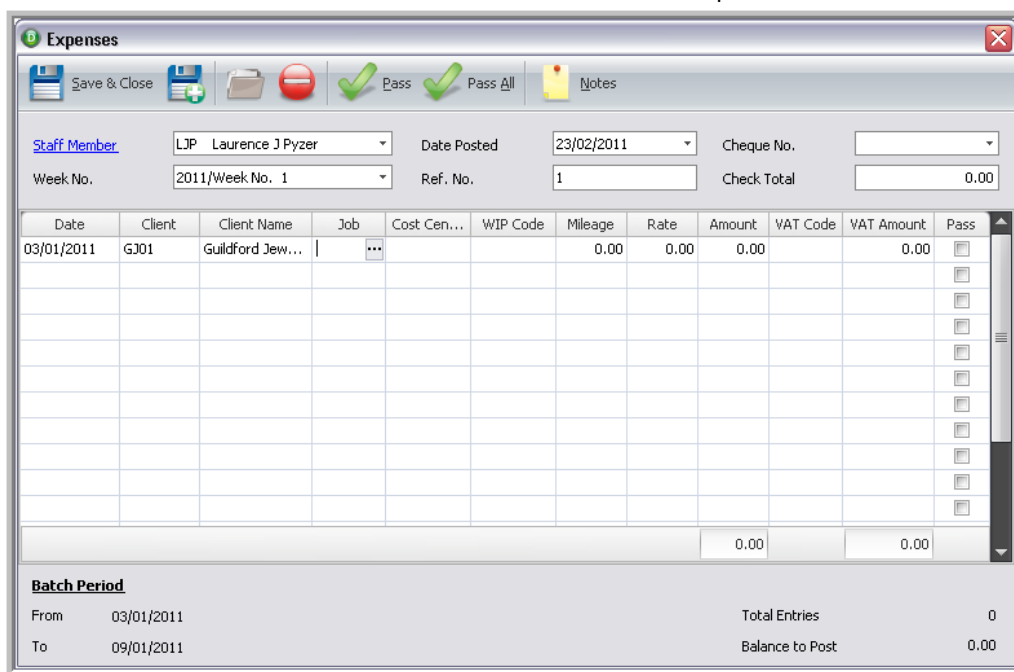 Expenses
Save & Close Pass Pass All Notes
Staff Member LJP Laurence J Pyzer Date Posted 23/02/2011 Cheque No.
Week No. 2011/Week No. 1 Ref. No. 1 Check Total 0.00
Date Client Client Name Job Cost Cen... WIP Code Mileage Rate Amount VAT Code VAT Amount Pass
03/01/2011 GJ01 Guildford Jew... ... 0.00 0.00 0.00 0.00
0.00 0.00
Batch Period
From 03/01/2011 Total Entries 0
To 09/01/2011 Balance to Post 0.00